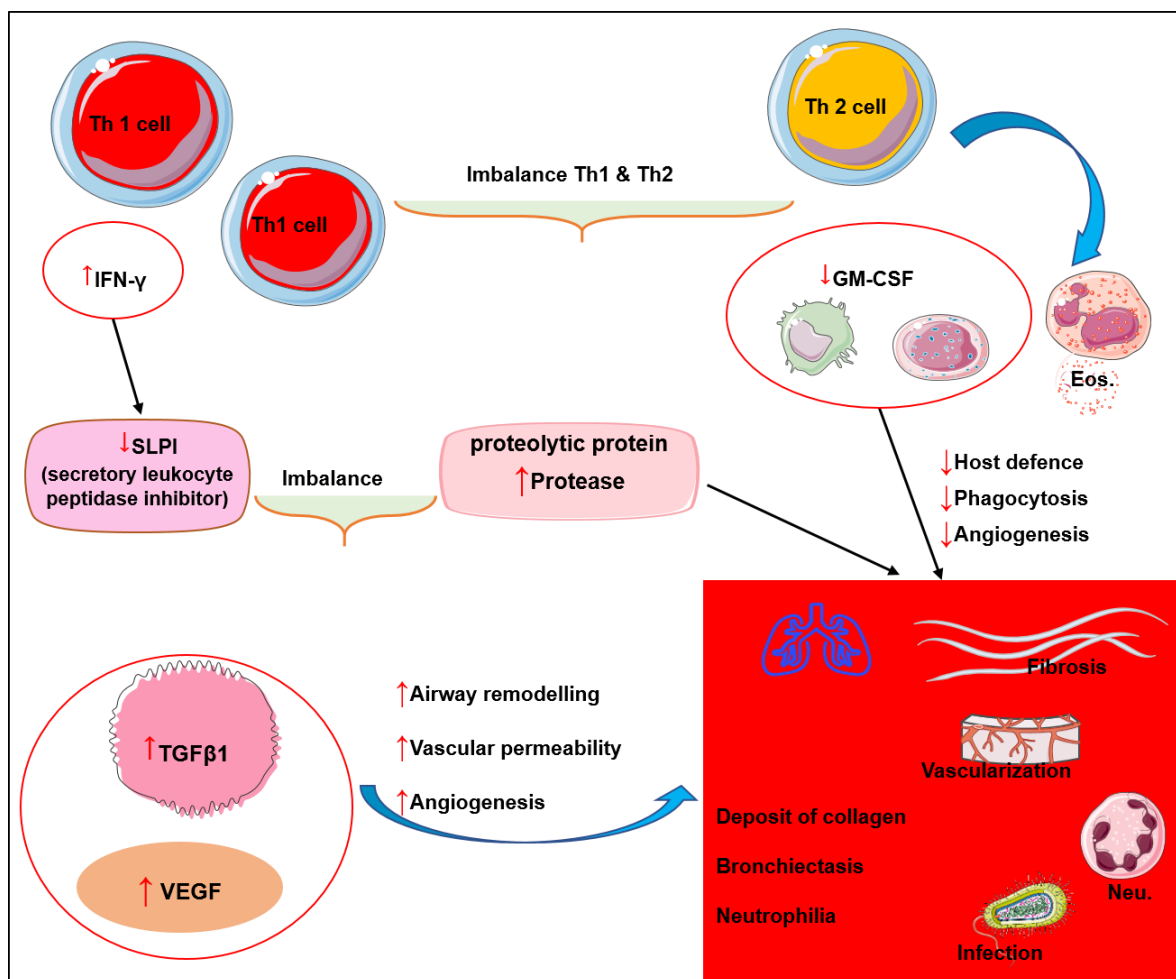 Th 1 cell
Th 2 cell
Imbalance Th1 & Th2
Th1 cell
↑IFN-γ
↓GM-CSF
Eos.
↓SLPI
(secretory leukocyte
peptidase inhibitor)
Imbalance
proteolytic protein
↑Protease
↓Host defence
↓Phagocytosis
↓Angiogenesis
↑TGFβ1
↑VEGF
↑Airway remodelling
↑Vascular permeability
↑Angiogenesis
Fibrosis
Vascularization
Deposit of collagen
Bronchiectasis
Neutrophilia
Neu.
Infection